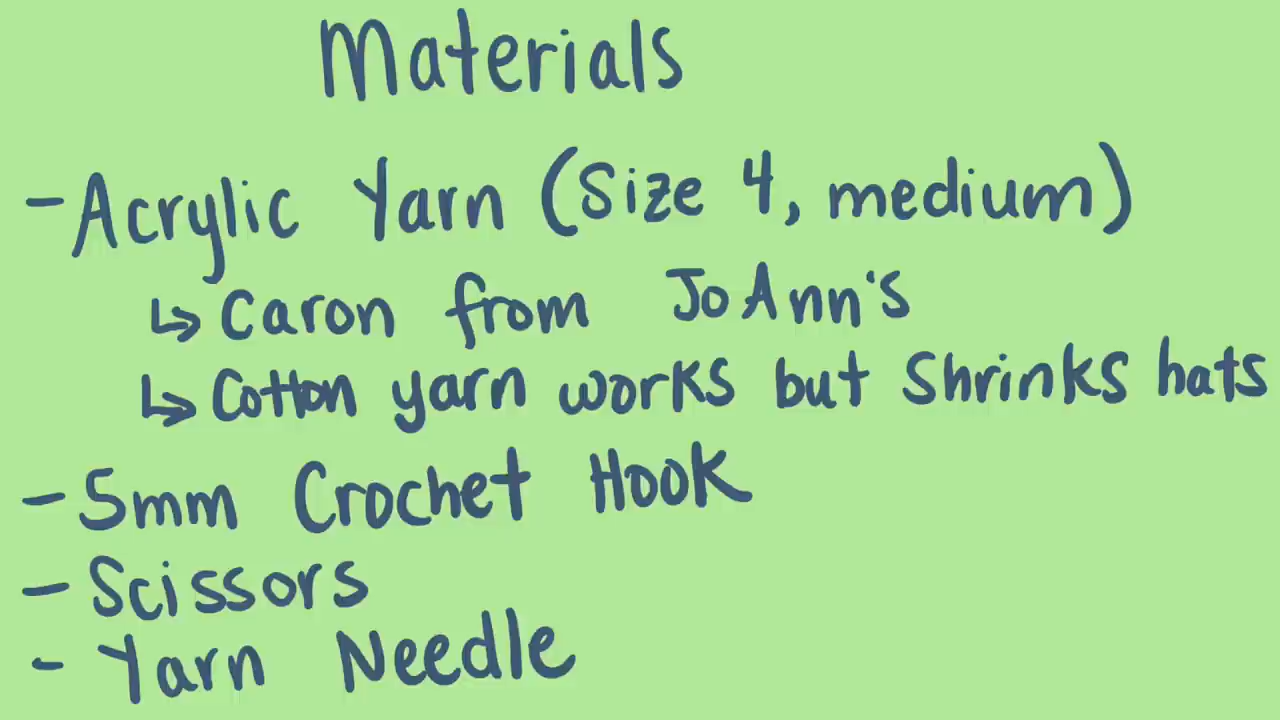 Materials
- Acrylic Yarn (Size 4, medium)
↳ Caron from JoAnn's
↳ Cotton yarn works but shrinks hats
- 5mm Crochet Hook
- Scissors
- Yarn Needle